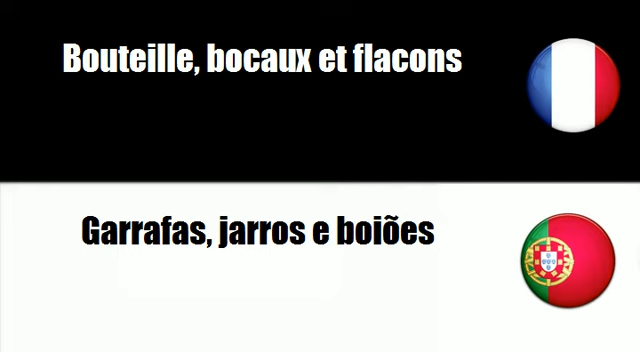 Bouteille, bocaux et flacons
Garrafas, jarros e boiões